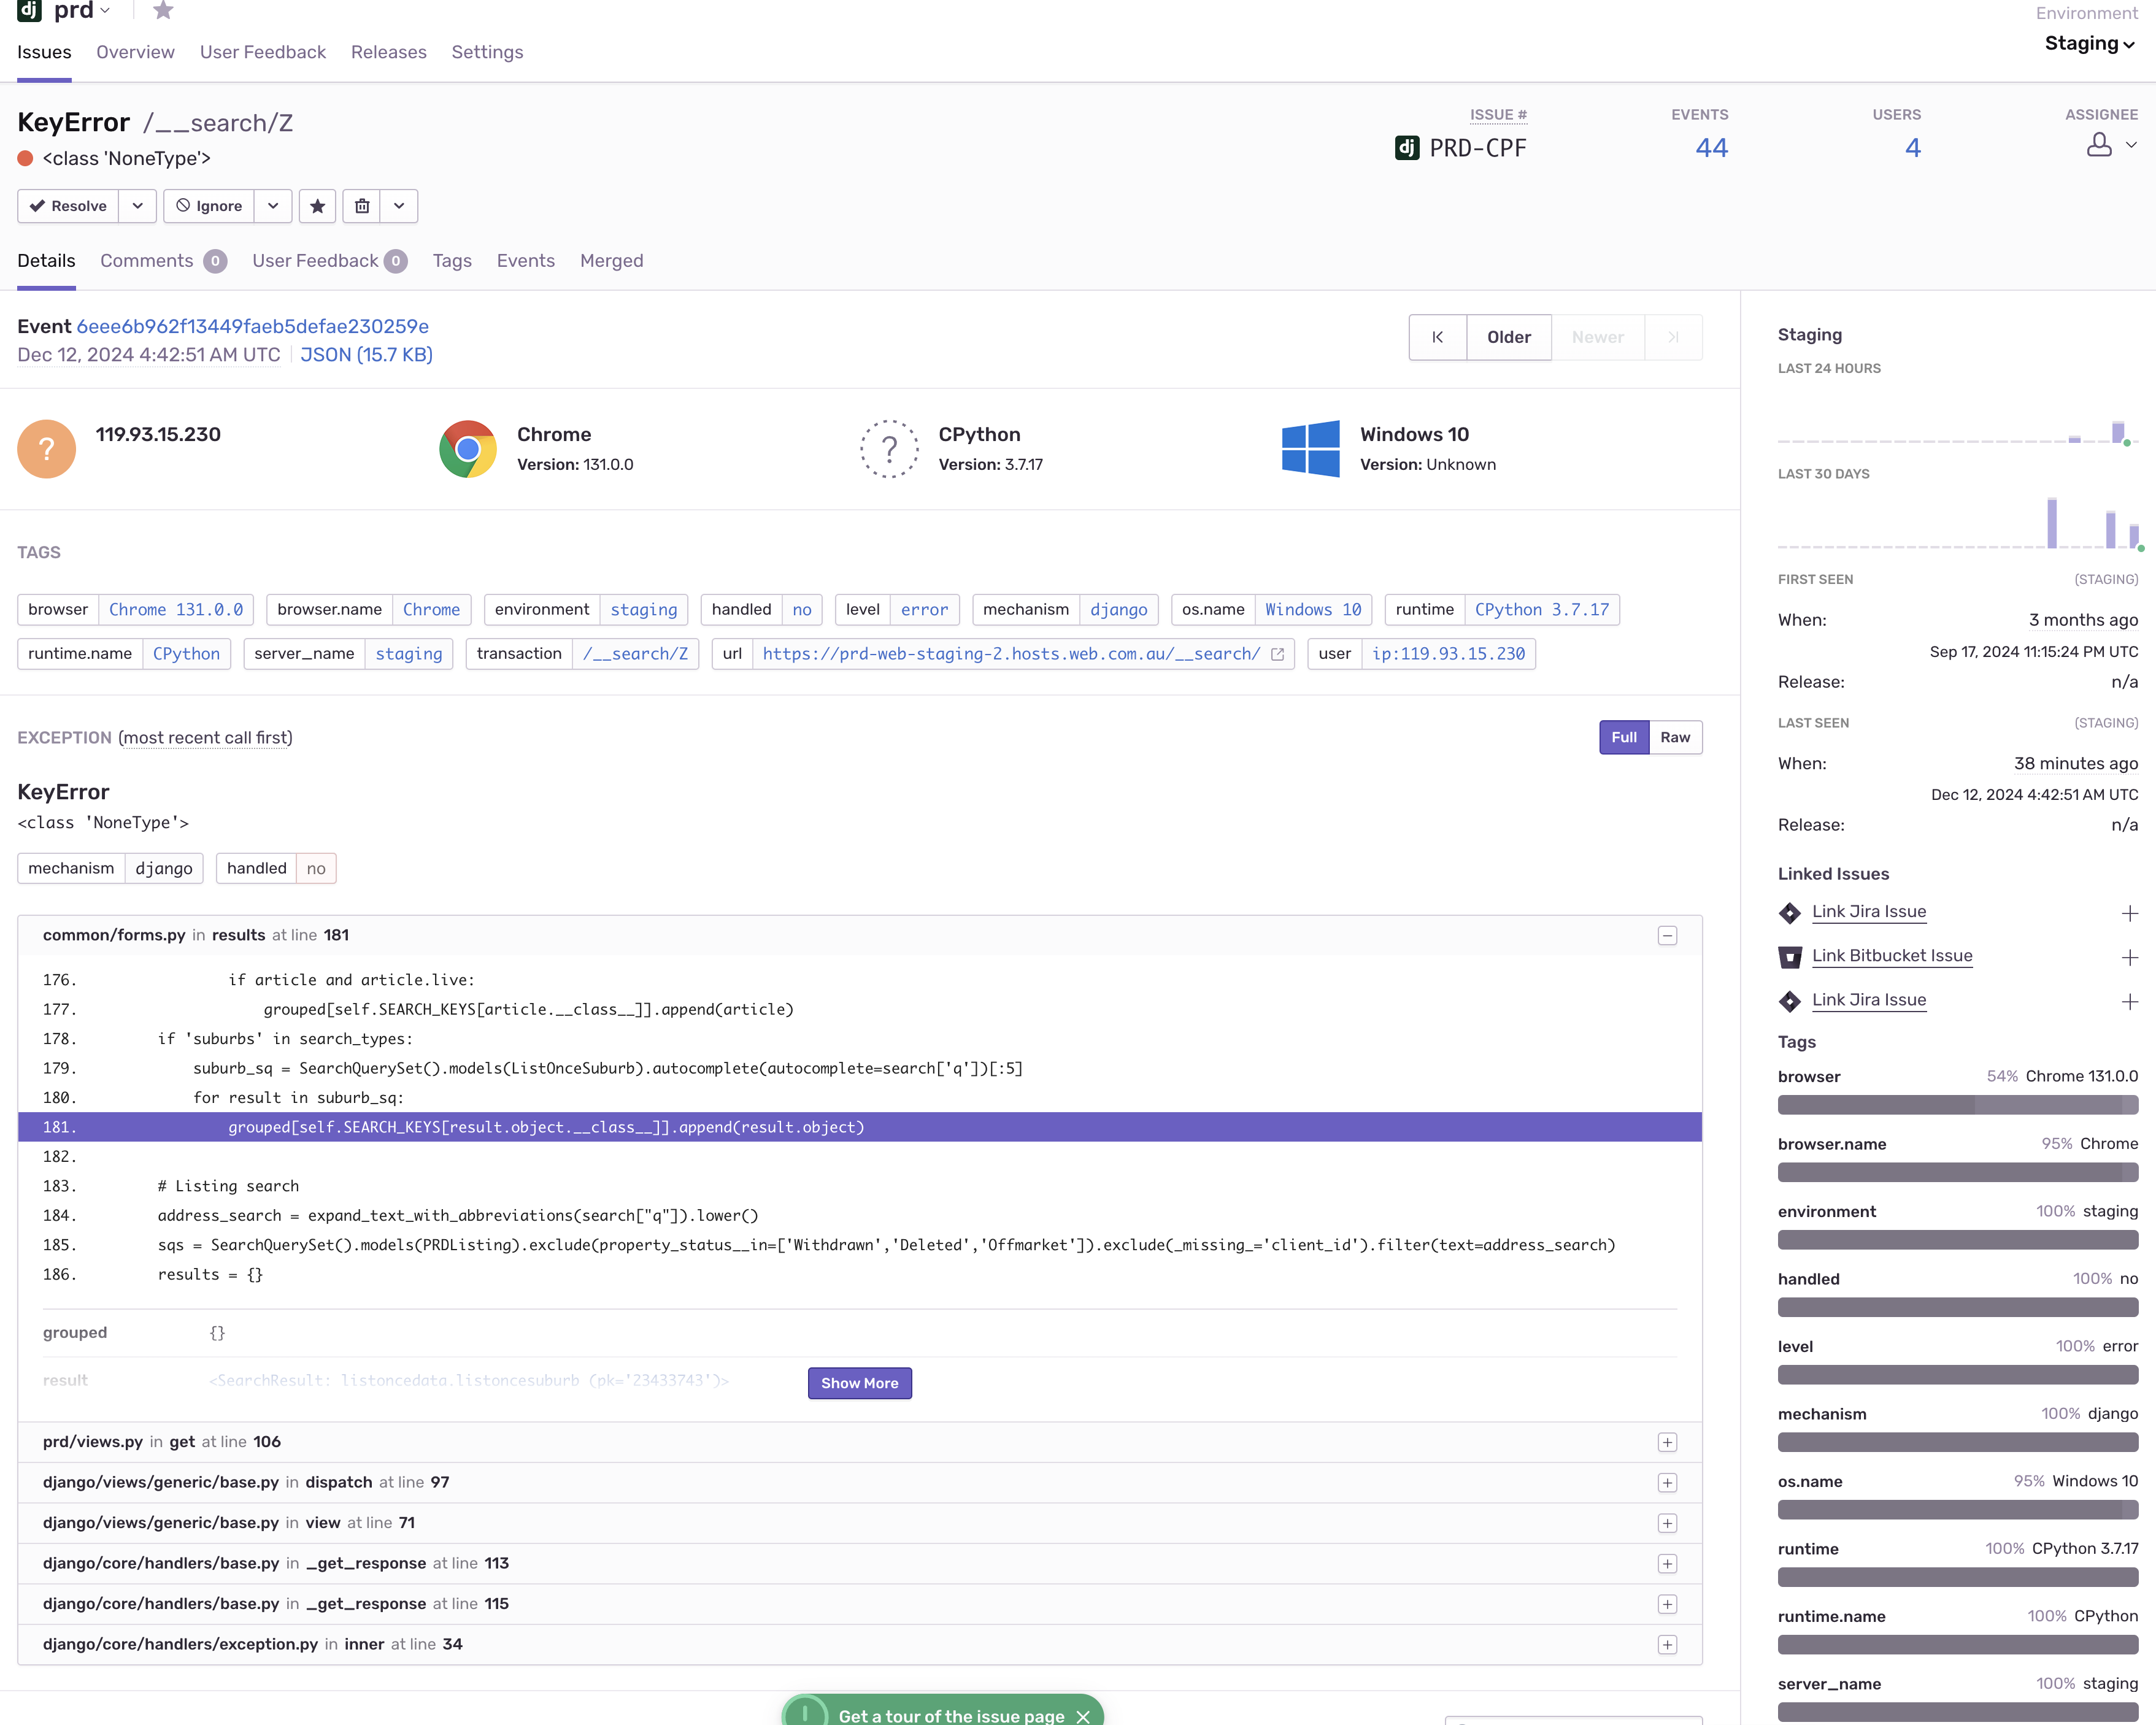 dj prd
Environment
Issues Overview User Feedback Releases Settings
Staging
KeyError /__search/Z
<class 'NoneType'>
ISSUE # EVENTS USERS ASSIGNEE
dj PRD-CPF 44 4
Resolve Ignore
Details Comments 0 User Feedback 0 Tags Events Merged
Event 6eee6b962f13449faeb5defae230259e
Dec 12, 2024 4:42:51 AM UTC JSON (15.7 KB)
Older Newer
? 119.93.15.230
Chrome
Version: 131.0.0
? CPython
Version: 3.7.17
Windows 10
Version: Unknown
TAGS
browser Chrome 131.0.0 browser.name Chrome environment staging handled no level error mechanism django os.name Windows 10 runtime CPython 3.7.17
runtime.name CPython server_name staging transaction /__search/Z url https://prd-web-staging-2.hosts.web.com.au/__search/ user ip:119.93.15.230
EXCEPTION (most recent call first)
Full Raw
KeyError
<class 'NoneType'>
mechanism django handled no
common/forms.py in results at line 181
176. if article and article.live:
177. grouped[self.SEARCH_KEYS[article.__class__]].append(article)
178. if 'suburbs' in search_types:
179. suburb_sq = SearchQuerySet().models(ListOnceSuburb).autocomplete(autocomplete=search['q'])[:5]
180. for result in suburb_sq:
181. grouped[self.SEARCH_KEYS[result.object.__class__]].append(result.object)
182.
183. # Listing search
184. address_search = expand_text_with_abbreviations(search["q"]).lower()
185. sqs = SearchQuerySet().models(PRDListing).exclude(property_status__in=['Withdrawn','Deleted','Offmarket']).exclude(_missing_='client_id').filter(text=address_search)
186. results = {}
grouped {}
result <SearchResult: listoncedata.listoncesuburb (pk='23433743')>
Show More
prd/views.py in get at line 106
django/views/generic/base.py in dispatch at line 97
django/views/generic/base.py in view at line 71
django/core/handlers/base.py in _get_response at line 113
django/core/handlers/base.py in _get_response at line 115
django/core/handlers/exception.py in inner at line 34
Get a tour of the issue page
Staging
LAST 24 HOURS
LAST 30 DAYS
FIRST SEEN (STAGING)
When: 3 months ago
Sep 17, 2024 11:15:24 PM UTC
Release: n/a
LAST SEEN (STAGING)
When: 38 minutes ago
Dec 12, 2024 4:42:51 AM UTC
Release: n/a
Linked Issues
Link Jira Issue
Link Bitbucket Issue
Link Jira Issue
Tags
browser 54% Chrome 131.0.0
browser.name 95% Chrome
environment 100% staging
handled 100% no
level 100% error
mechanism 100% django
os.name 95% Windows 10
runtime 100% CPython 3.7.17
runtime.name 100% CPython
server_name 100% staging